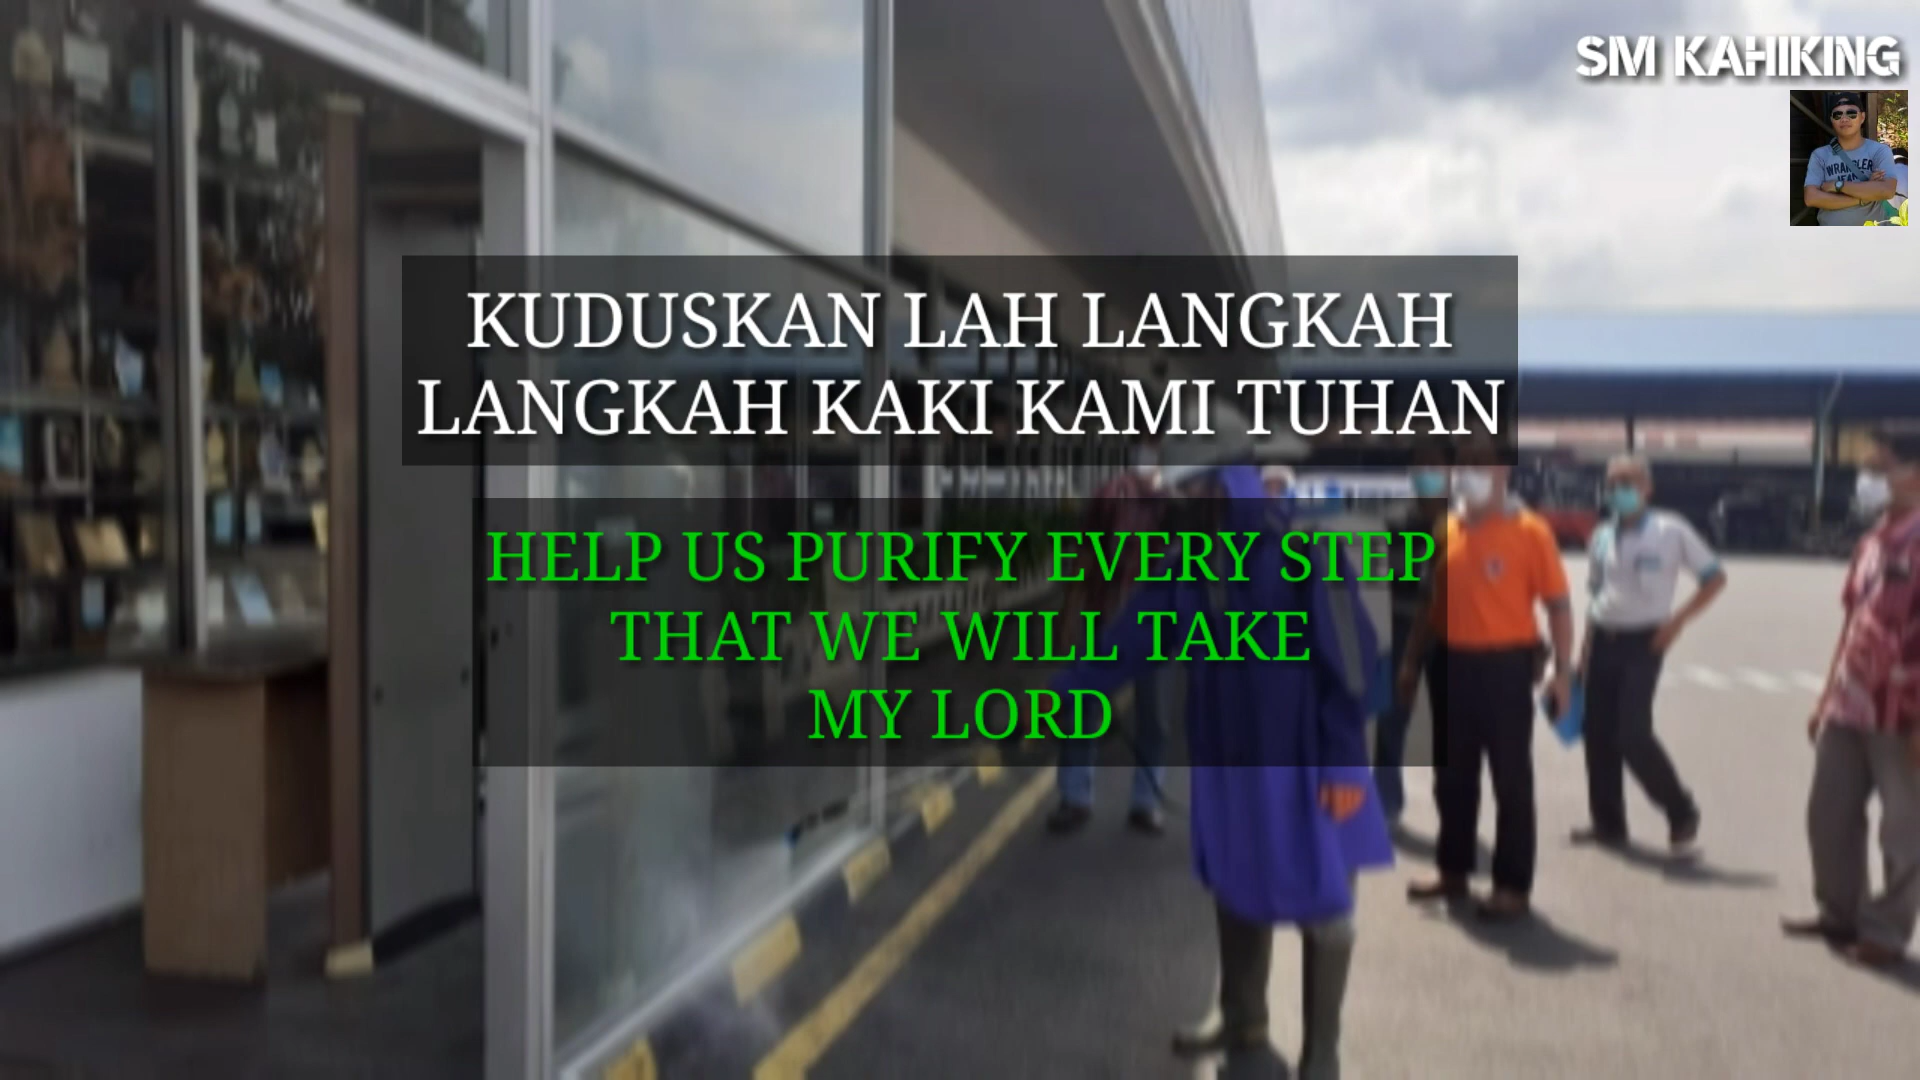 SM KAHIKING
WRANGLER
KUDUSKAN LAH LANGKAH
LANGKAH KAKI KAMI TUHAN
HELP US PURIFY EVERY STEP
THAT WE WILL TAKE
MY LORD